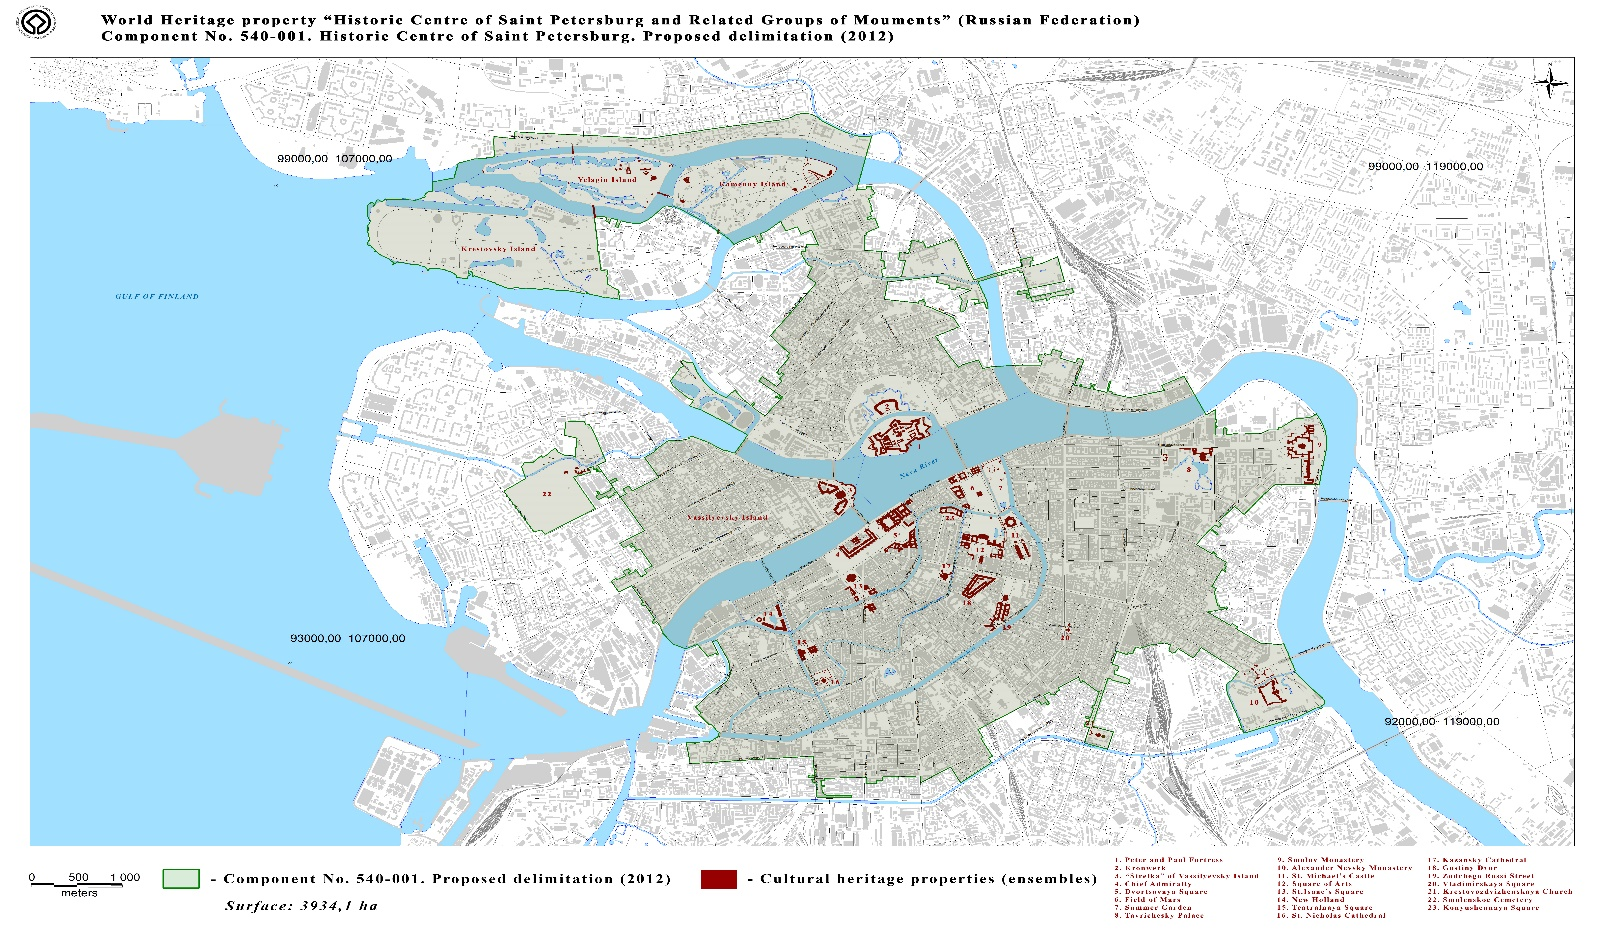 World Heritage property “Historic Centre of Saint Petersburg and Related Groups of Mouments” (Russian Federation)
Component No. 540-001. Historic Centre of Saint Petersburg. Proposed delimitation (2012)
99000,00 107000,00
99000,00 119000,00
Yelagin Island
Kamenny Island
Krestovsky Island
GULF OF FINLAND
Neva River
Vassilyevsky Island
22
93000,00 107000,00
92000,00 119000,00
0 500 1 000
meters
- Component No. 540-001. Proposed delimitation (2012)
Surface: 3934,1 ha
- Cultural heritage properties (ensembles)
1. Peter and Paul Fortress
2. Kronwerk
3. “Strelka” of Vassilyevsky Island
4. Chief Admiralty
5. Dvortsovaya Square
6. Field of Mars
7. Summer Garden
8. Tavrichesky Palace
9. Smolny Monastery
10. Alexander Nevsky Monastery
11. St. Michael's Castle
12. Square of Arts
13. St.Isaac's Square
14. New Holland
15. Teatralnaya Square
16. St. Nicholas Cathedral
17. Kazansky Cathedral
18. Gostiny Dvor
19. Zodchego Rossi Street
20. Vladimirskaya Square
21. Krestovozdvizhenskaya Church
22. Smolenskoe Cemetery
23. Konyushennaya Square